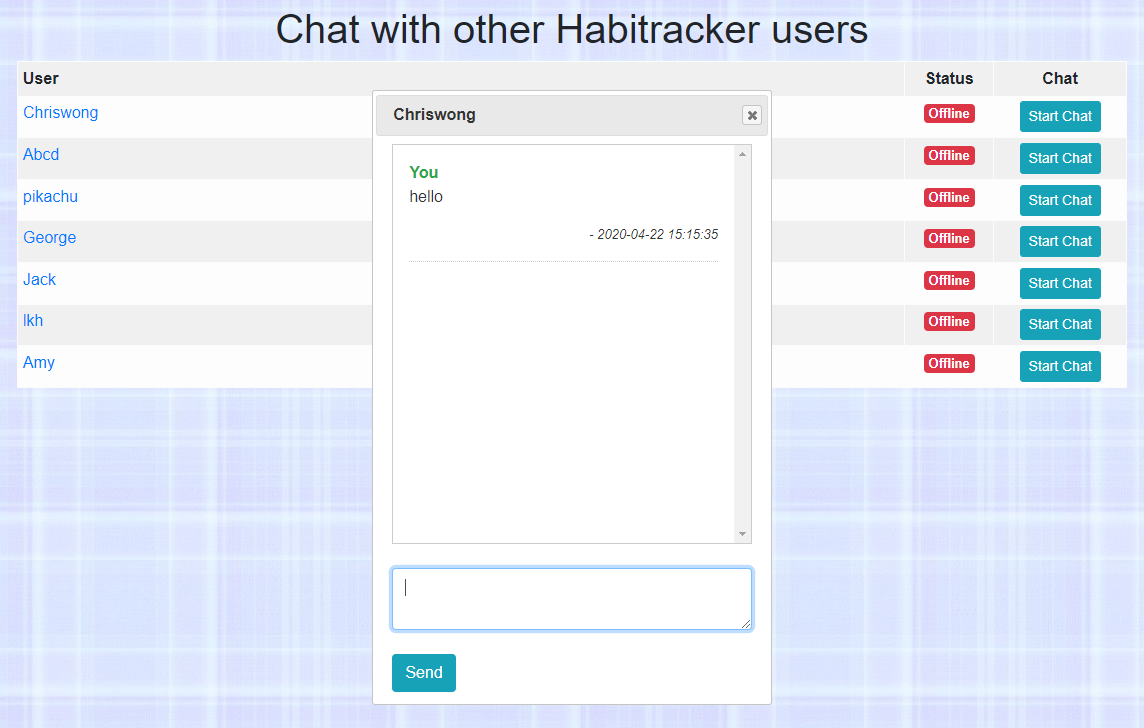 Chat with other Habitracker users
User Status Chat
Chriswong Offline Start Chat
Abcd Offline Start Chat
pikachu Offline Start Chat
George Offline Start Chat
Jack Offline Start Chat
lkh Offline Start Chat
Amy Offline Start Chat
Chriswong
You
hello
- 2020-04-22 15:15:35
Send